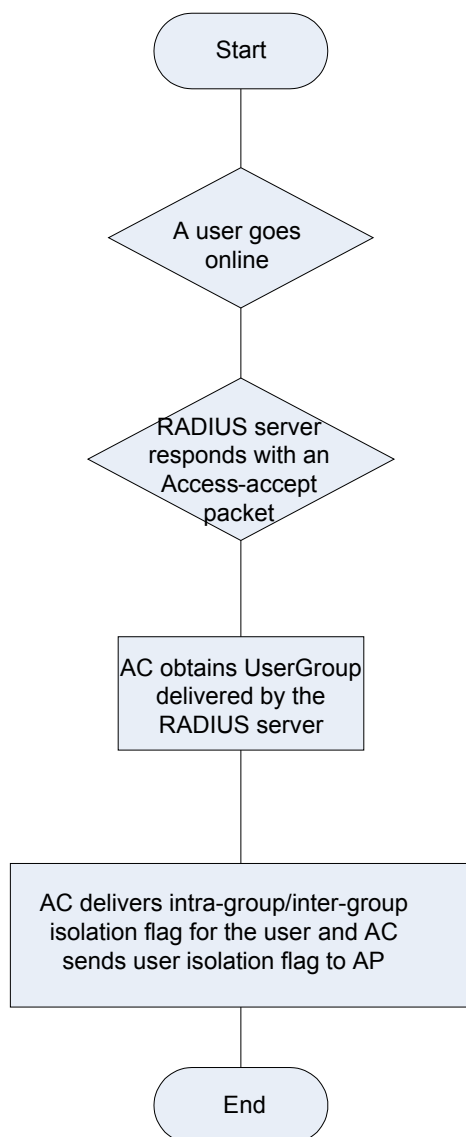 Start
A user goes
online
RADIUS server
responds with an
Access-accept
packet
AC obtains UserGroup
delivered by the
RADIUS server
AC delivers intra-group/inter-group
isolation flag for the user and AC
sends user isolation flag to AP
End